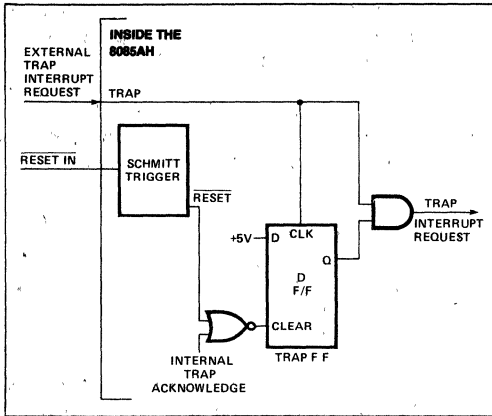 INSIDE THE
8085AH
EXTERNAL
TRAP
INTERRUPT
REQUEST
TRAP
RESET IN
SCHMITT
TRIGGER
RESET
+5V
D
CLK
Q
D
F/F
CLEAR
TRAP F F
INTERNAL
TRAP
ACKNOWLEDGE
TRAP
INTERRUPT
REQUEST